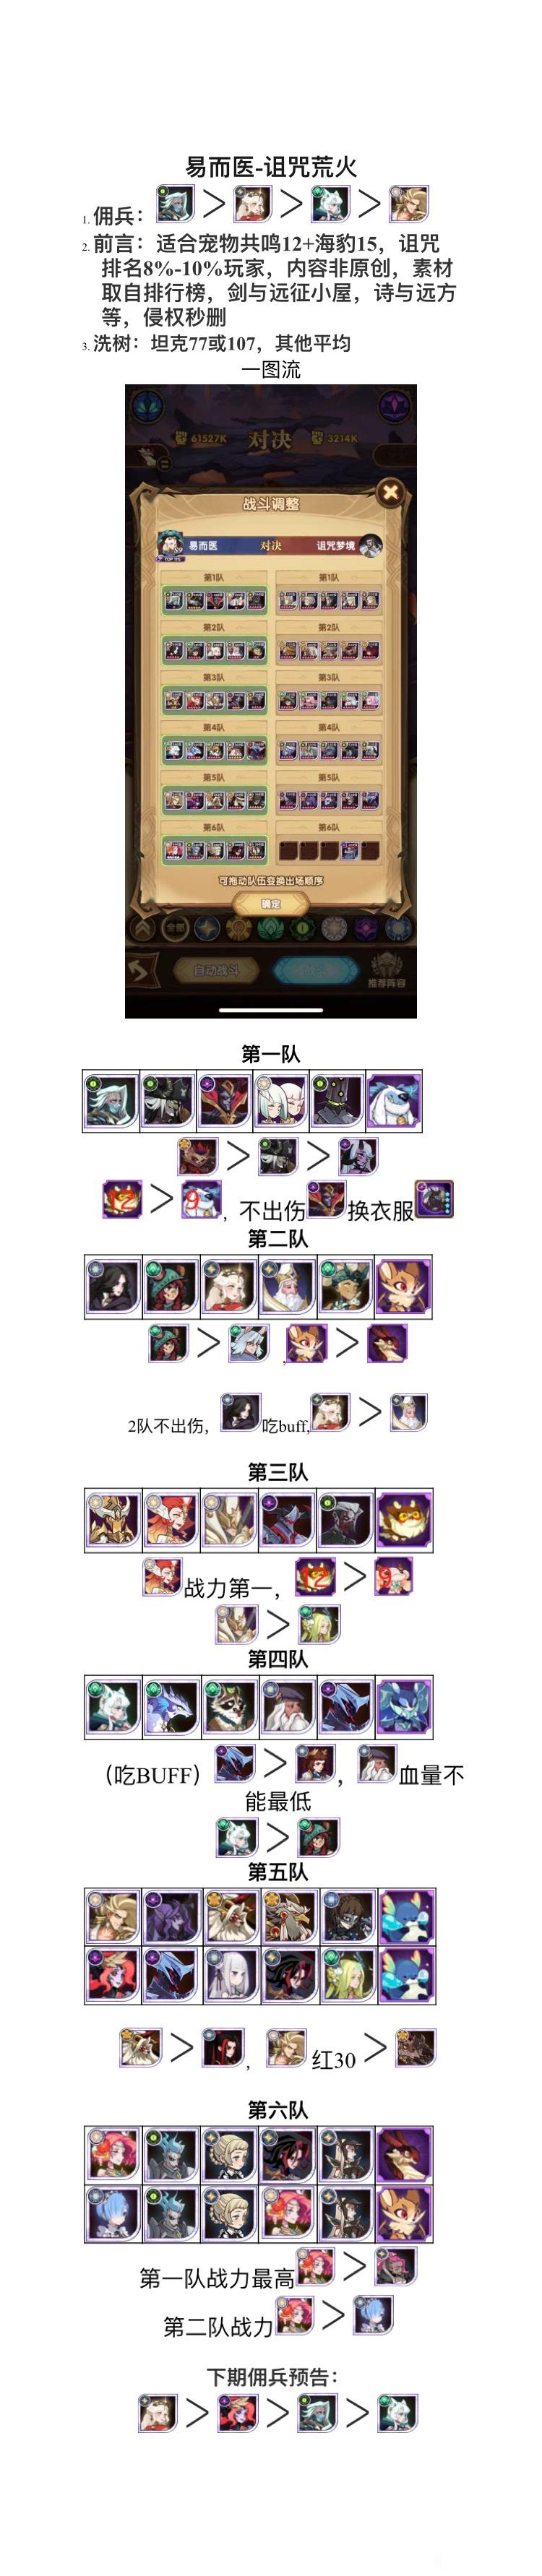 易而医-诅咒荒火
1. 佣兵： > > >
2. 前言：适合宠物共鸣12+海豹15，诅咒
排名8%-10%玩家，内容非原创，素材
取自排行榜，剑与远征小屋，诗与远方
等，侵权秒删
3. 洗树：坦克77或107，其他平均
一图流
61527K 对决 3214K
战斗调整
易而医 对决 诅咒梦境
第1队 第1队
第2队 第2队
第3队 第3队
第4队 第4队
第5队 第5队
第6队 第6队
可拖动队伍变换出场顺序
确定
全部
自动战斗
推荐阵容
第一队
> >
12 > 9，不出伤 换衣服
第二队
> , >
2队不出伤， 吃buff, >
第三队
战力第一， 12 > 9
>
第四队
（吃BUFF） > ， 血量不
能最低
>
第五队
> ， 红30 >
第六队
第一队战力最高 >
第二队战力 >
下期佣兵预告：
> > >